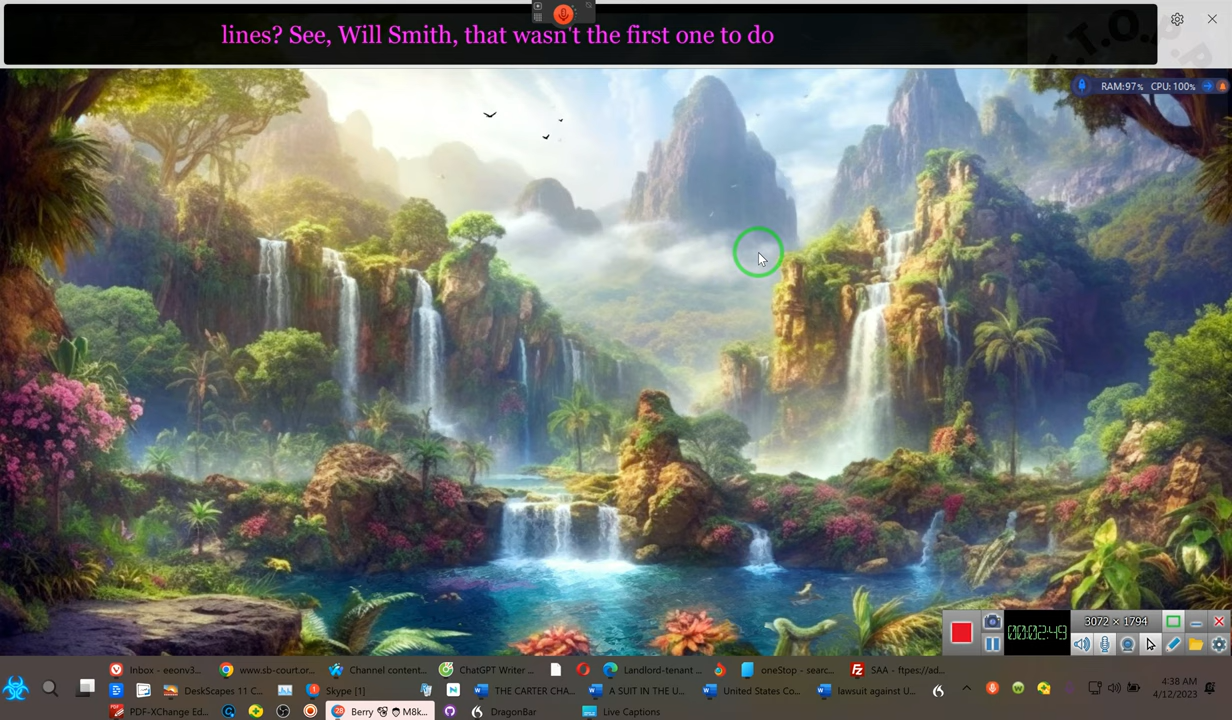 lines? See, Will Smith, that wasn't the first one to do
RAM:97% CPU:100%
00:02:49
3072 × 1794
Inbox - eeonv3...
www.sb-court.or...
Channel content...
ChatGPT Writer ...
Landlord-tenant ...
oneStop - searc...
SAA - ftpes://ad...
DeskScapes 11 C...
Skype [1]
THE CARTER CHA...
A SUIT IN THE U...
United States Co...
lawsuit against U...
4:38 AM
4/12/2023
PDF-XChange Ed...
28
Berry
M8k...
DragonBar
Live Captions